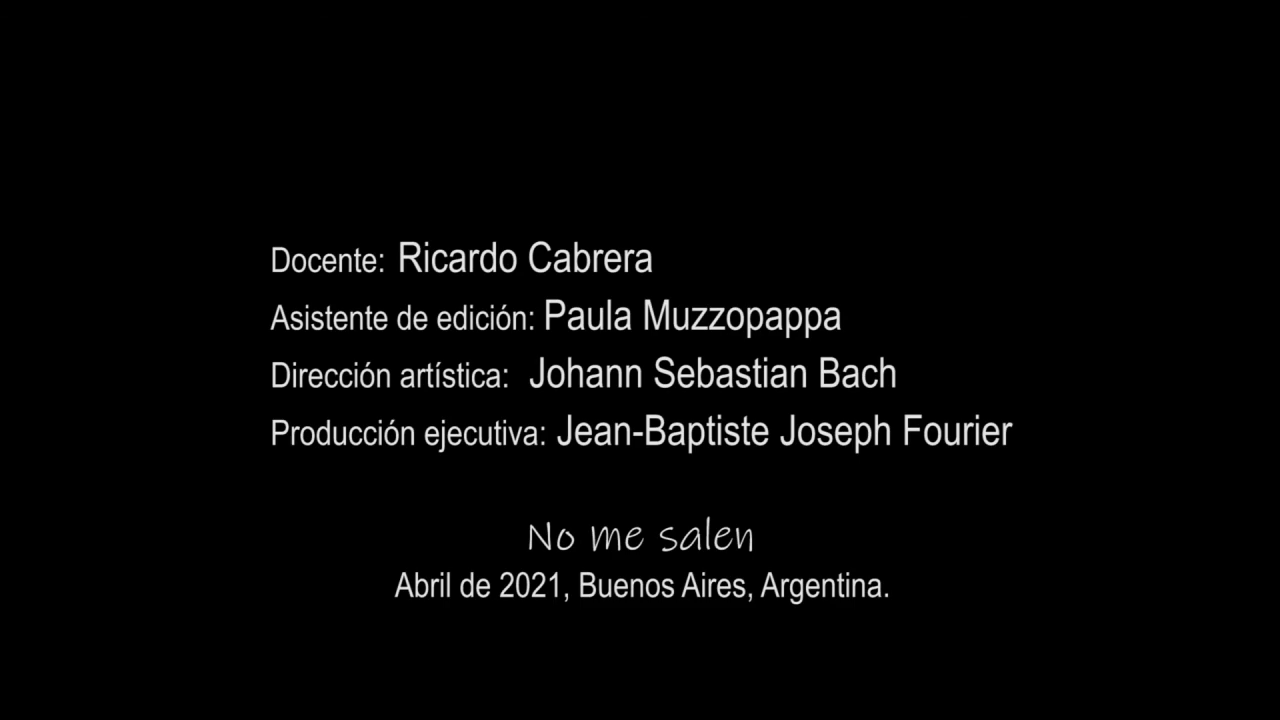 Docente: Ricardo Cabrera
Asistente de edición: Paula Muzzopappa
Dirección artística: Johann Sebastian Bach
Producción ejecutiva: Jean-Baptiste Joseph Fourier
No me salen
Abril de 2021, Buenos Aires, Argentina.